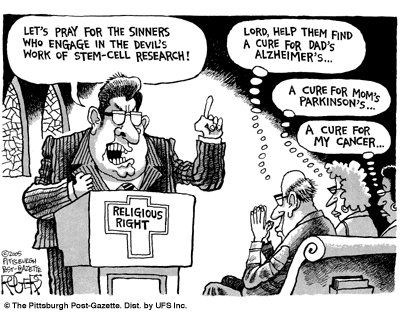 LET'S PRAY FOR THE SINNERS
WHO ENGAGE IN THE DEVIL'S
WORK OF STEM-CELL RESEARCH!
LORD, HELP THEM FIND
A CURE FOR DAD'S
ALZHEIMER'S...
A CURE FOR MOM'S
PARKINSON'S...
A CURE FOR
MY CANCER...
RELIGIOUS
RIGHT
©2005
PITTSBURGH
POST-GAZETTE
ROGERS
© The Pittsburgh Post-Gazette. Dist. by UFS Inc.